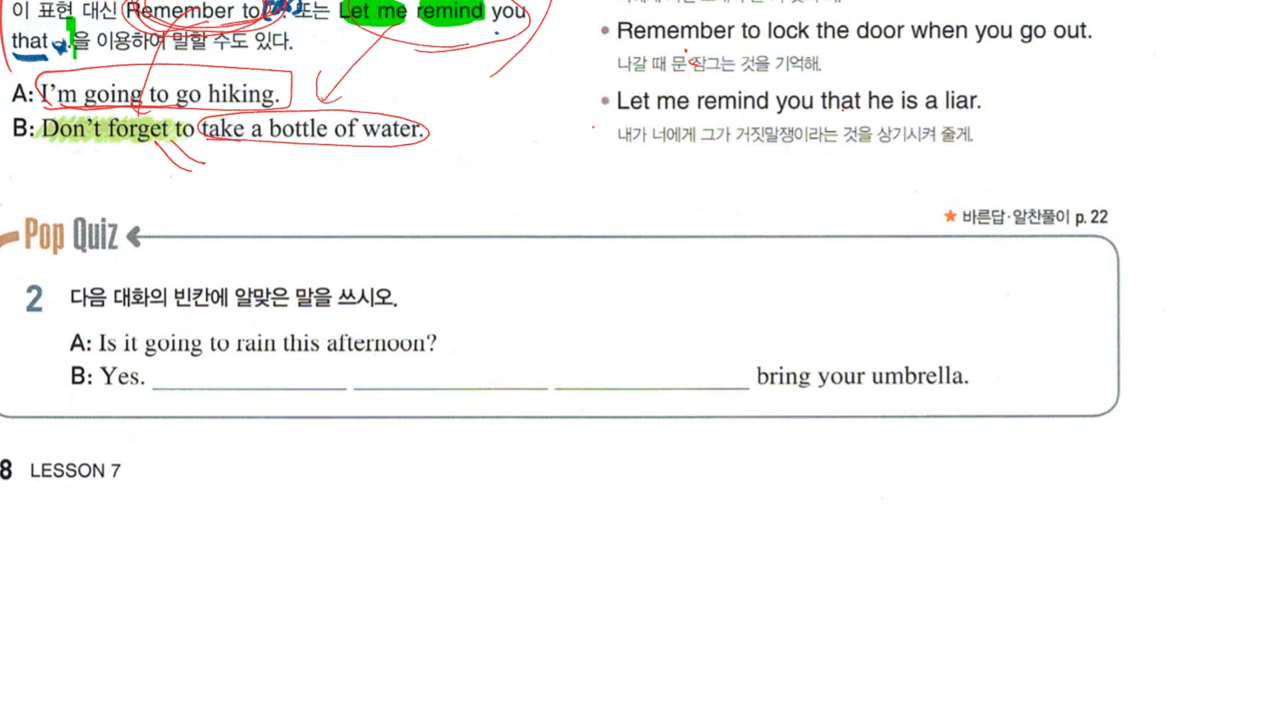 이 표현 대신 Remember to 또는 Let me remind you
that 을 이용하여 말할 수도 있다.
A: I'm going to go hiking.
B: Don't forget to take a bottle of water.
• Remember to lock the door when you go out.
나갈 때 문 잠그는 것을 기억해.
• Let me remind you that he is a liar.
내가 너에게 그가 거짓말쟁이라는 것을 상기시켜 줄게.
★ 바른답·알찬풀이 p. 22
Pop Quiz
2 다음 대화의 빈칸에 알맞은 말을 쓰시오.
A: Is it going to rain this afternoon?
B: Yes. ____ ____ ____ bring your umbrella.
8 LESSON 7